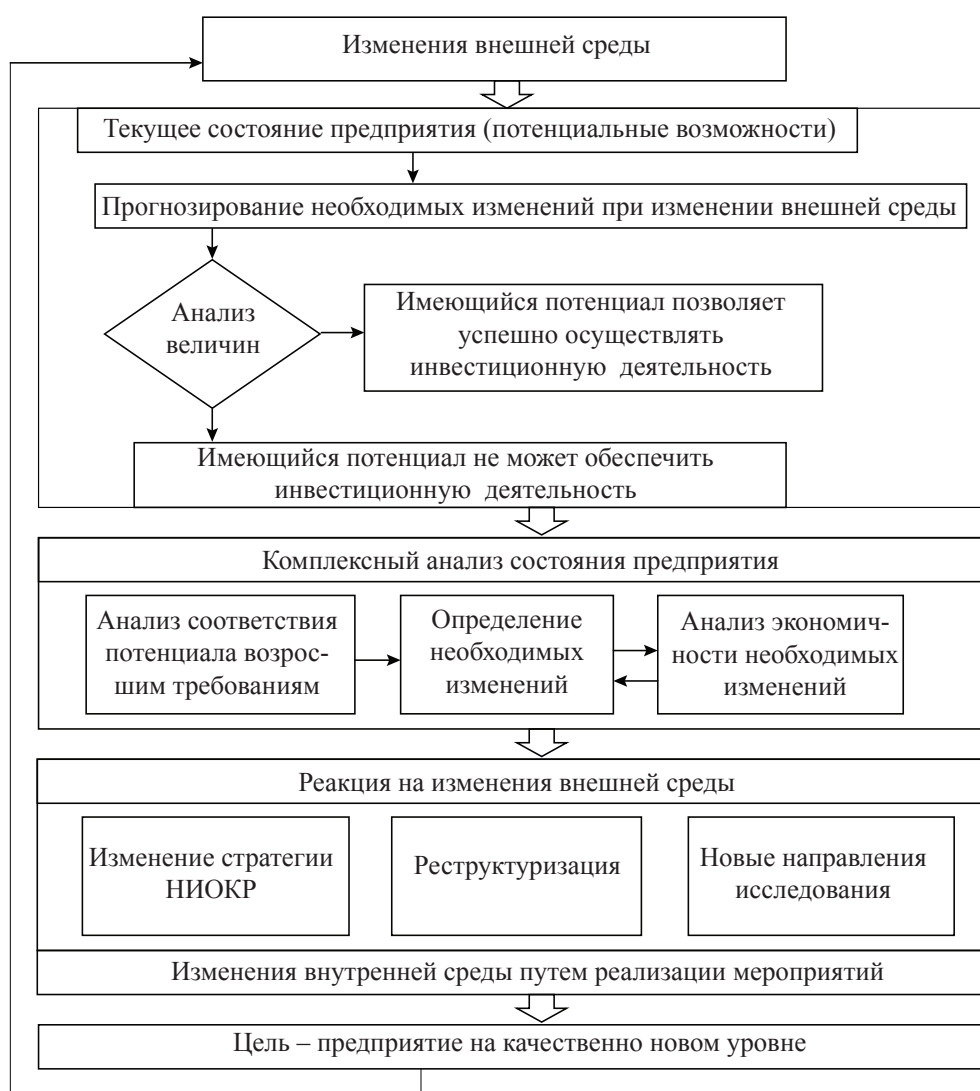 Изменения внешней среды
Текущее состояние предприятия (потенциальные возможности)
Прогнозирование необходимых изменений при изменении внешней среды
Анализ
величин
Имеющийся потенциал позволяет
успешно осуществлять
инвестиционную деятельность
Имеющийся потенциал не может обеспечить
инвестиционную деятельность
Комплексный анализ состояния предприятия
Анализ соответствия
потенциала возрос-
шим требованиям
Определение
необходимых
изменений
Анализ экономич-
ности необходимых
изменений
Реакция на изменения внешней среды
Изменение стратегии
НИОКР
Реструктуризация
Новые направления
исследования
Изменения внутренней среды путем реализации мероприятий
Цель – предприятие на качественно новом уровне